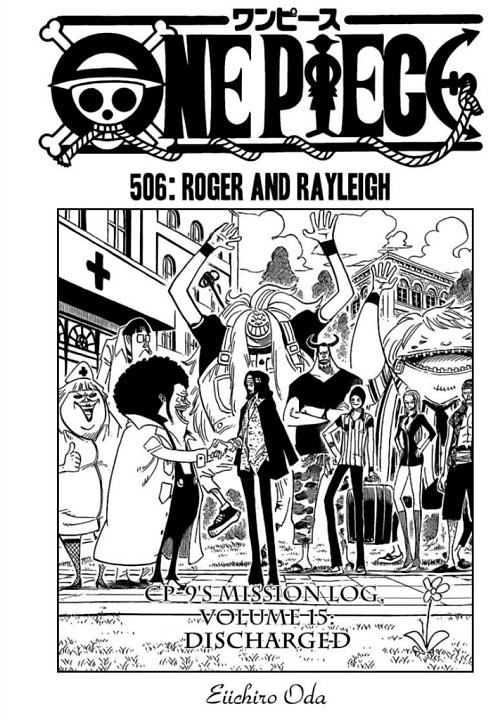 ワンピース
ONE PIECE
506: ROGER AND RAYLEIGH
CP-9'S MISSION LOG,
VOLUME 15:
DISCHARGED
Eiichiro Oda